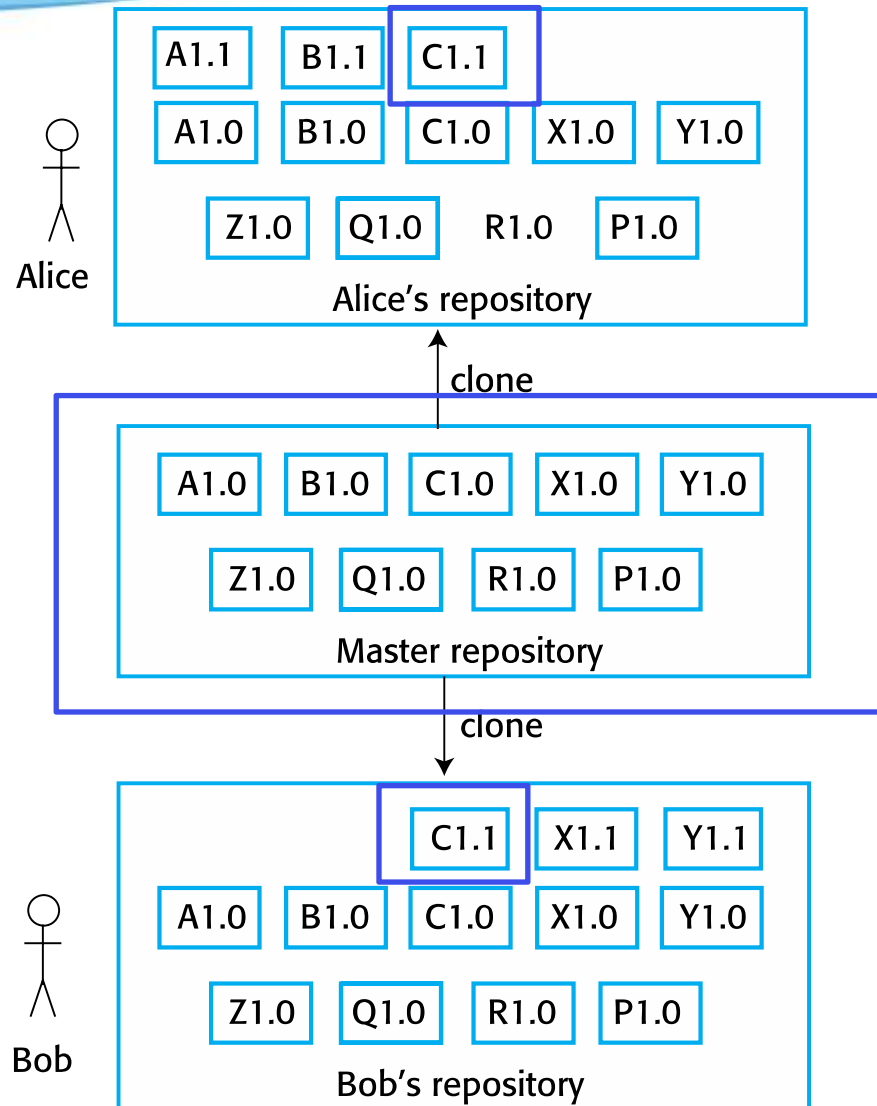 A1.1 B1.1 C1.1
A1.0 B1.0 C1.0 X1.0 Y1.0
Z1.0 Q1.0 R1.0 P1.0
Alice
Alice's repository
clone
A1.0 B1.0 C1.0 X1.0 Y1.0
Z1.0 Q1.0 R1.0 P1.0
Master repository
clone
C1.1 X1.1 Y1.1
A1.0 B1.0 C1.0 X1.0 Y1.0
Z1.0 Q1.0 R1.0 P1.0
Bob
Bob's repository